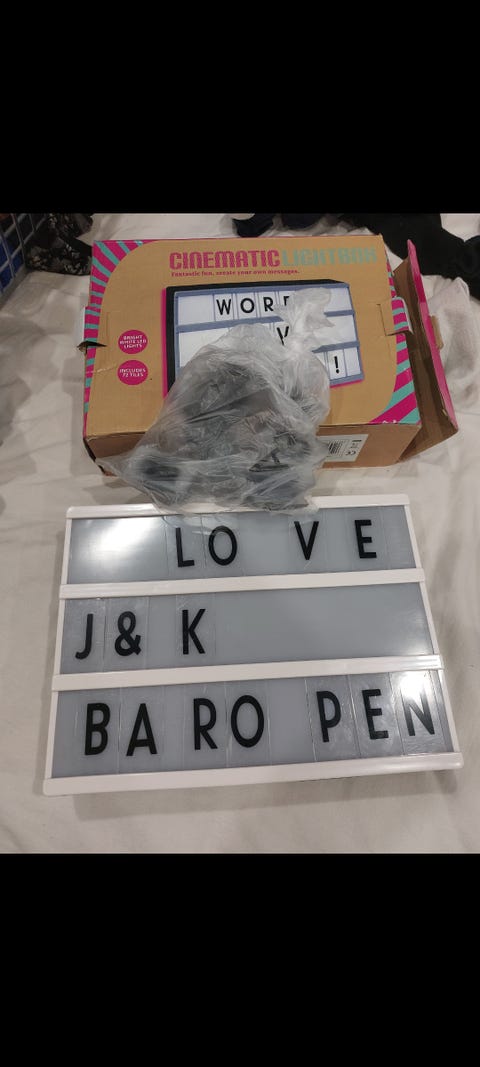 CINEMATIC LIGHTBOX
Fantastic fun, create your own messages.
WOR
V
!
BRIGHT
WHITE LED
LIGHTS
INCLUDES
72 TILES
LO VE
J& K
BA RO PEN